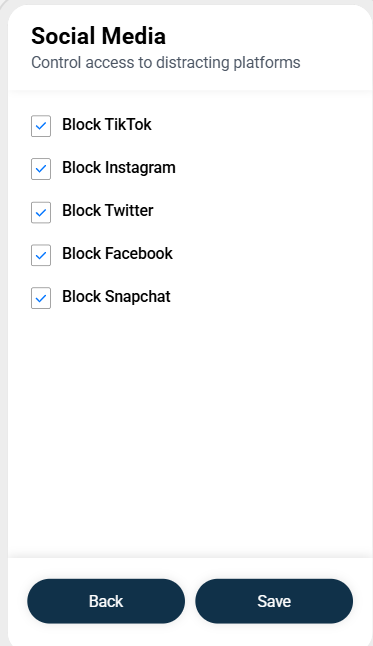 Social Media
Control access to distracting platforms
Block TikTok
Block Instagram
Block Twitter
Block Facebook
Block Snapchat
Back Save